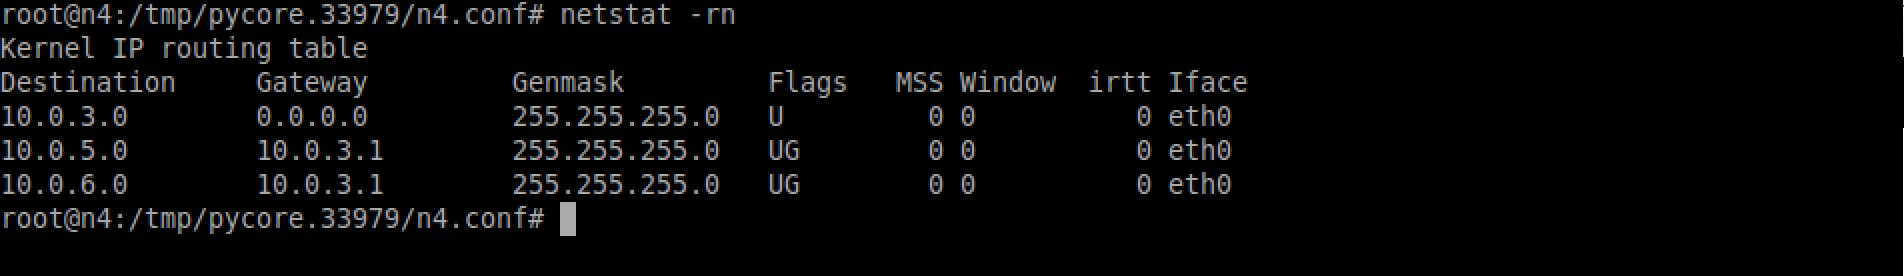 root@n4:/tmp/pycore.33979/n4.conf# netstat -rn
Kernel IP routing table
Destination     Gateway         Genmask         Flags   MSS Window  irtt Iface
10.0.3.0        0.0.0.0         255.255.255.0   U         0 0          0 eth0
10.0.5.0        10.0.3.1        255.255.255.0   UG        0 0          0 eth0
10.0.6.0        10.0.3.1        255.255.255.0   UG        0 0          0 eth0
root@n4:/tmp/pycore.33979/n4.conf#